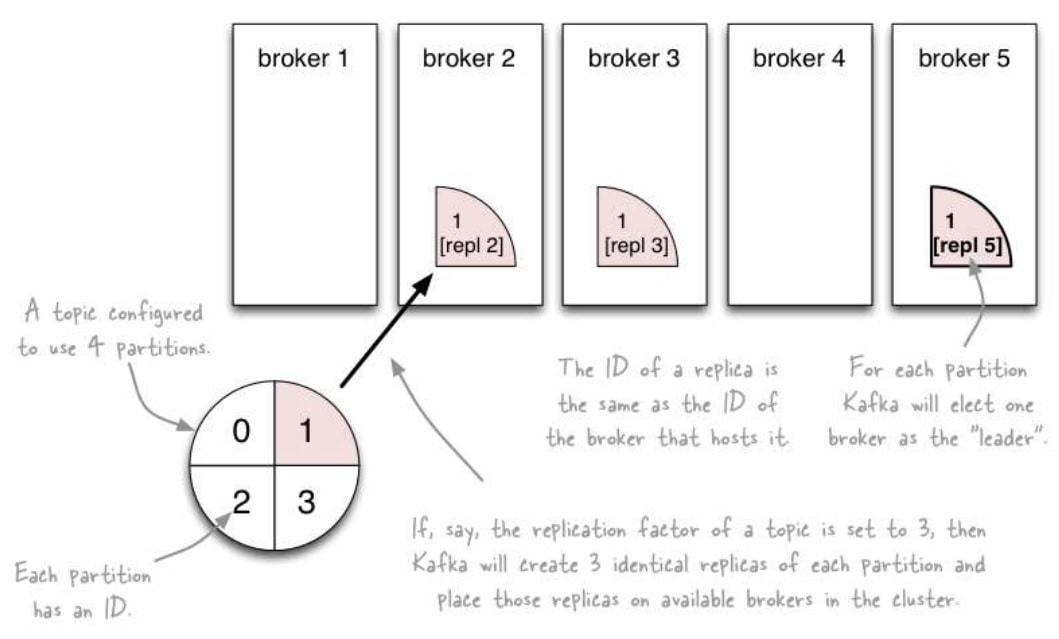 broker 1
broker 2
broker 3
broker 4
broker 5
1
[repl 2]
1
[repl 3]
1
[repl 5]
A topic configured
to use 4 partitions.
The ID of a replica is
the same as the ID of
the broker that hosts it.
For each partition
Kafka will elect one
broker as the "leader".
0
1
2
3
If, say, the replication factor of a topic is set to 3, then
Kafka will create 3 identical replicas of each partition and
place those replicas on available brokers in the cluster.
Each partition
has an ID.